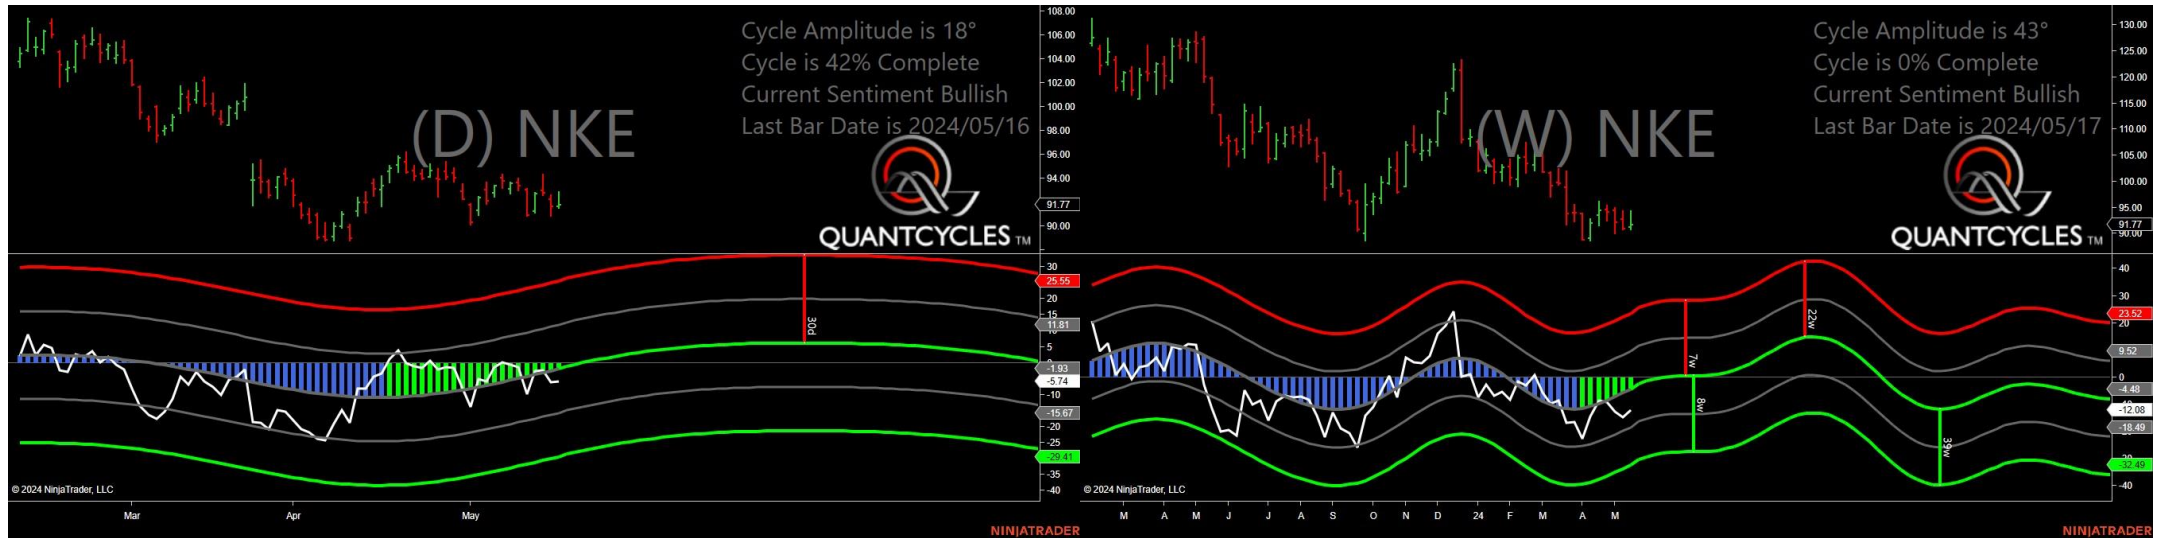 108.00
106.00
104.00
102.00
100.00
98.00
96.00
94.00
91.77
90.00
Cycle Amplitude is 18°
Cycle is 42% Complete
Current Sentiment Bullish
Last Bar Date is 2024/05/16
(D) NKE
QUANTCYCLES TM
30
25.55
20
15
11.81
5
0
-1.93
-5.74
-10
-15.67
-20
-25
-29.41
-35
-40
30d
© 2024 NinjaTrader, LLC
Mar Apr May
NINJATRADER
130.00
125.00
120.00
115.00
110.00
105.00
100.00
95.00
91.77
90.00
Cycle Amplitude is 43°
Cycle is 0% Complete
Current Sentiment Bullish
Last Bar Date is 2024/05/17
(W) NKE
QUANTCYCLES TM
40
30
23.52
20
9.52
0
-4.48
-12.08
-18.49
-32.49
-40
7w
8w
22w
39w
© 2024 NinjaTrader, LLC
M A M J J A S O N D 24 F M A M
NINJATRADER